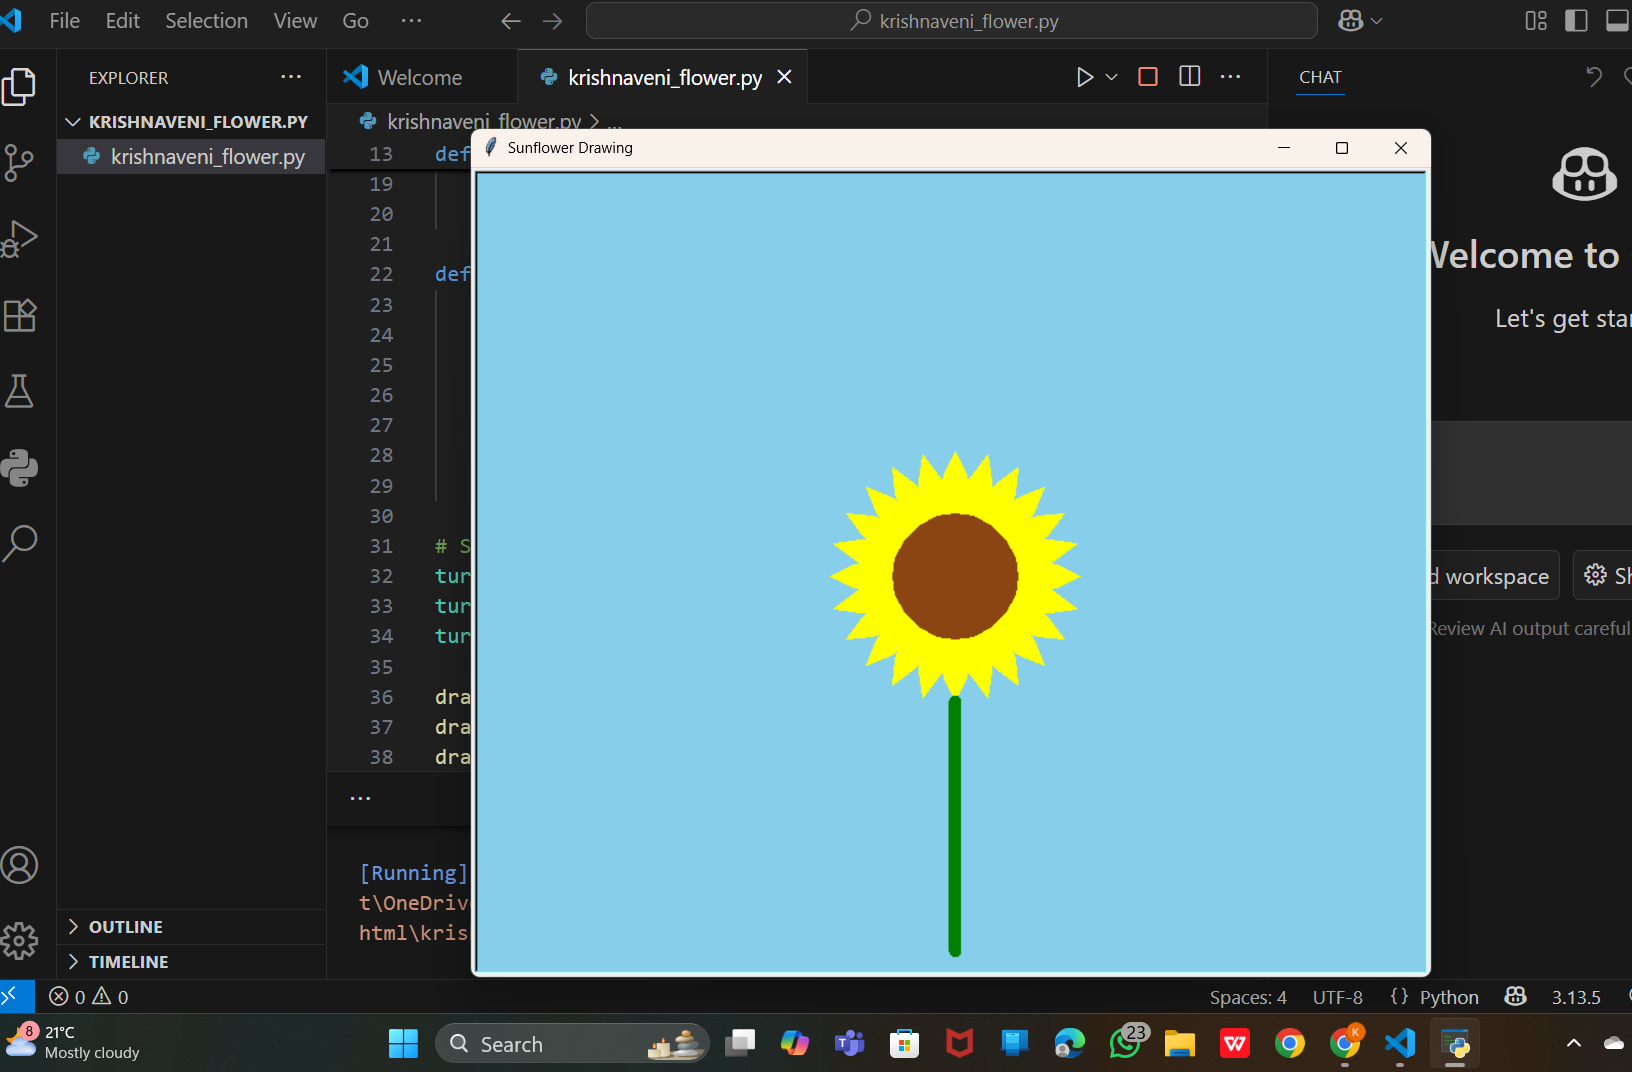 File Edit Selection View Go ···
krishnaveni_flower.py
EXPLORER ···
KRISHNAVENI_FLOWER.PY
krishnaveni_flower.py
OUTLINE
TIMELINE
Welcome
krishnaveni_flower.py
krishnaveni_flower.py > ...
13 def
19
20
21
22 def
23
24
25
26
27
28
29
30
31 # S
32 tur
33 tur
34 tur
35
36 dra
37 dra
38 dra
···
[Running]
t\OneDriv
html\kris
Sunflower Drawing
CHAT
Welcome to
Let's get star
d workspace
Sh
Review AI output careful
0 0
Spaces: 4 UTF-8 {} Python 3.13.5
8
21°C
Mostly cloudy
Search
23
K